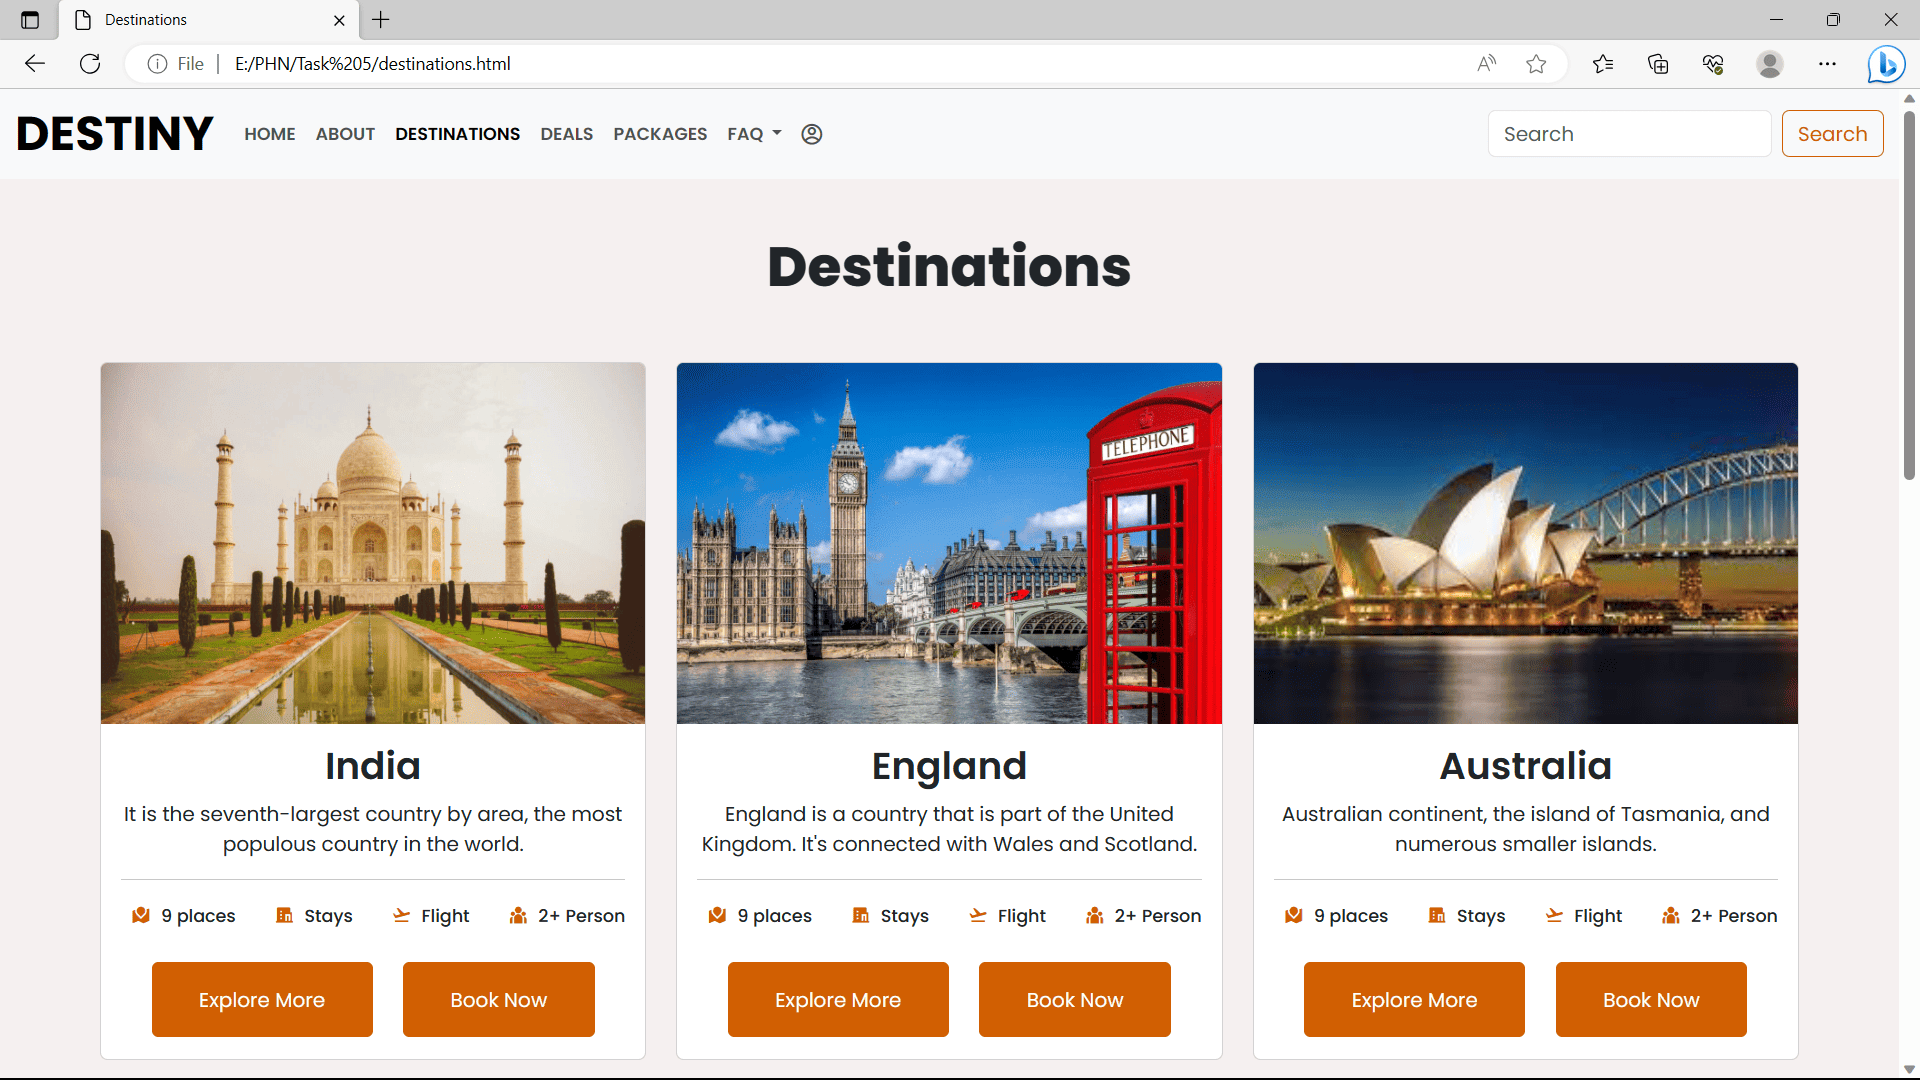 Destinations
File
E:/PHN/Task%205/destinations.html
DESTINY
HOME ABOUT DESTINATIONS DEALS PACKAGES FAQ
Search
Search
Destinations
TELEPHONE
India
It is the seventh-largest country by area, the most
populous country in the world.
9 places Stays Flight 2+ Person
Explore More Book Now
England
England is a country that is part of the United
Kingdom. It's connected with Wales and Scotland.
9 places Stays Flight 2+ Person
Explore More Book Now
Australia
Australian continent, the island of Tasmania, and
numerous smaller islands.
9 places Stays Flight 2+ Person
Explore More Book Now